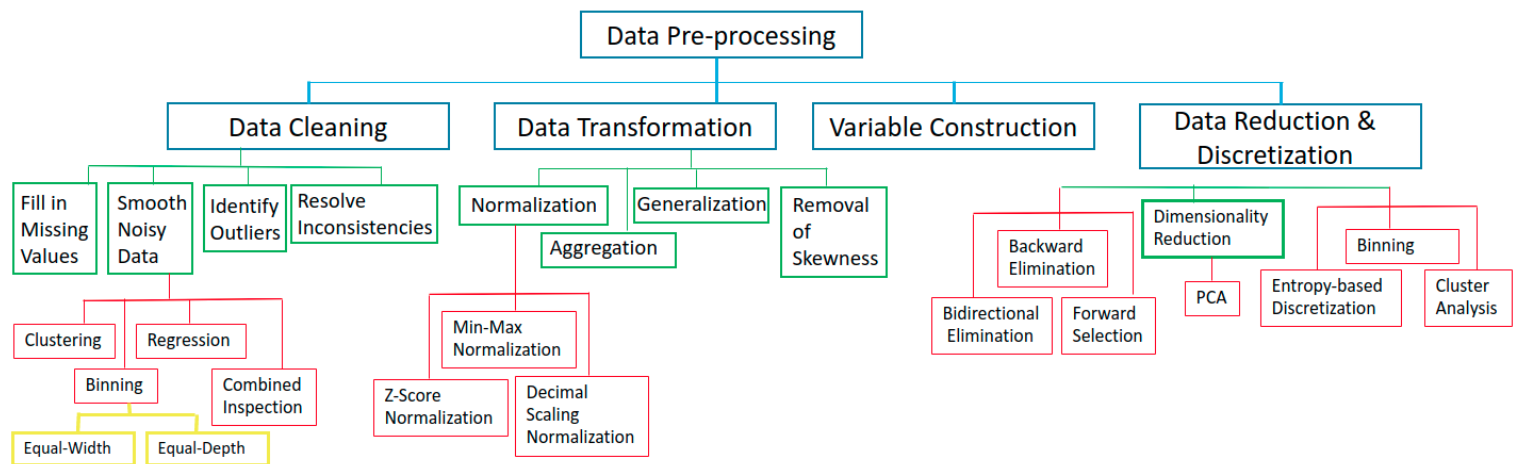 Data Pre-processing
Data Cleaning
Data Transformation
Variable Construction
Data Reduction &
Discretization
Fill in
Missing
Values
Smooth
Noisy
Data
Identify
Outliers
Resolve
Inconsistencies
Normalization
Aggregation
Generalization
Removal
of
Skewness
Backward
Elimination
Bidirectional
Elimination
Forward
Selection
Dimensionality
Reduction
PCA
Binning
Entropy-based
Discretization
Cluster
Analysis
Clustering
Regression
Binning
Combined
Inspection
Equal-Width
Equal-Depth
Min-Max
Normalization
Z-Score
Normalization
Decimal
Scaling
Normalization